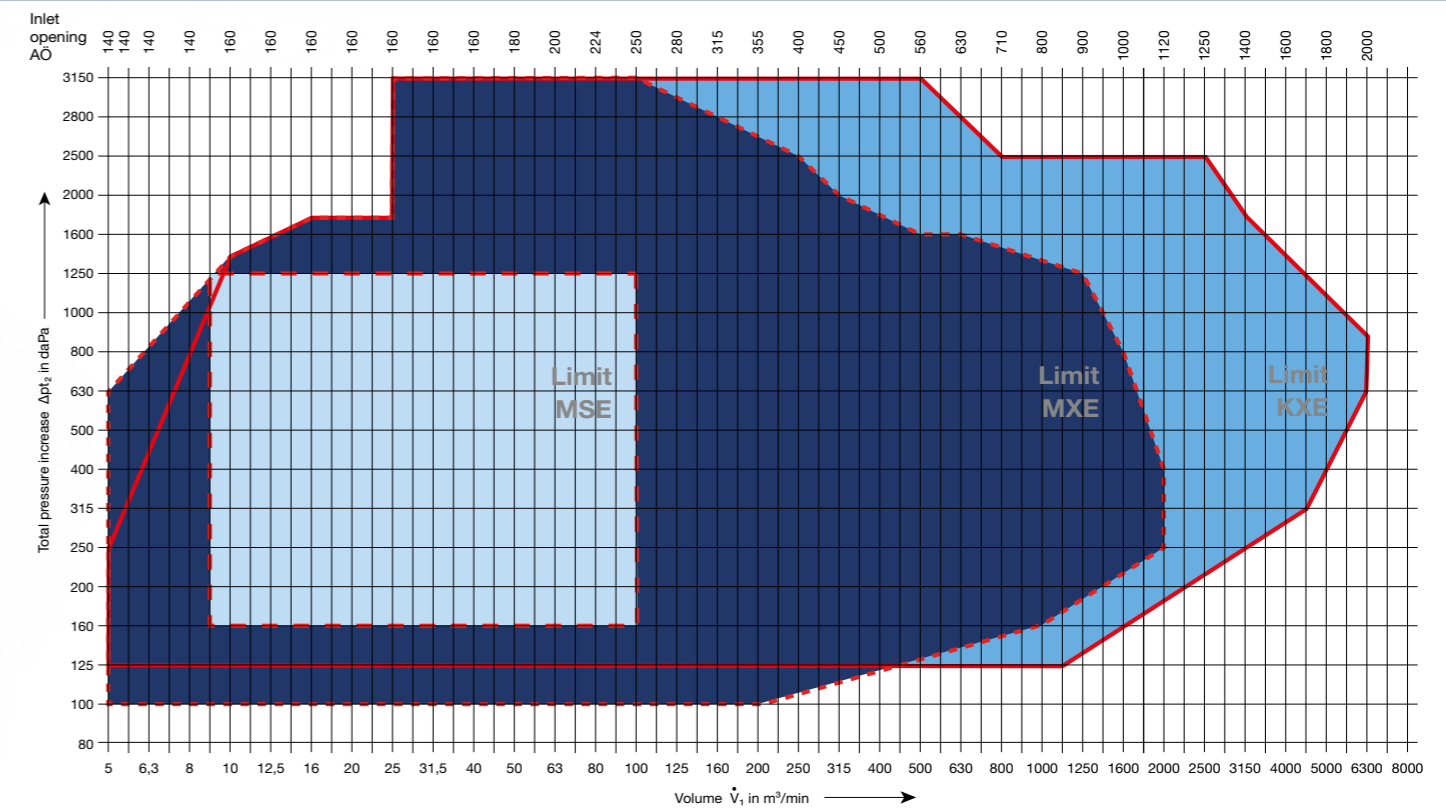 Inlet
opening
AÖ
140 140 140 140 160 160 160 160 160 160 160 180 200 224 250 280 315 355 400 450 500 560 630 710 800 900 1000 1120 1250 1400 1600 1800 2000
3150
2800
2500
2000
1600
1250
1000
800
630
500
400
315
250
200
160
125
100
80
Total pressure increase Δpt₂ in daPa
Limit
MSE
Limit
MXE
Limit
KXE
5 6,3 8 10 12,5 16 20 25 31,5 40 50 63 80 100 125 160 200 250 315 400 500 630 800 1000 1250 1600 2000 2500 3150 4000 5000 6300 8000
Volume V̇₁ in m³/min